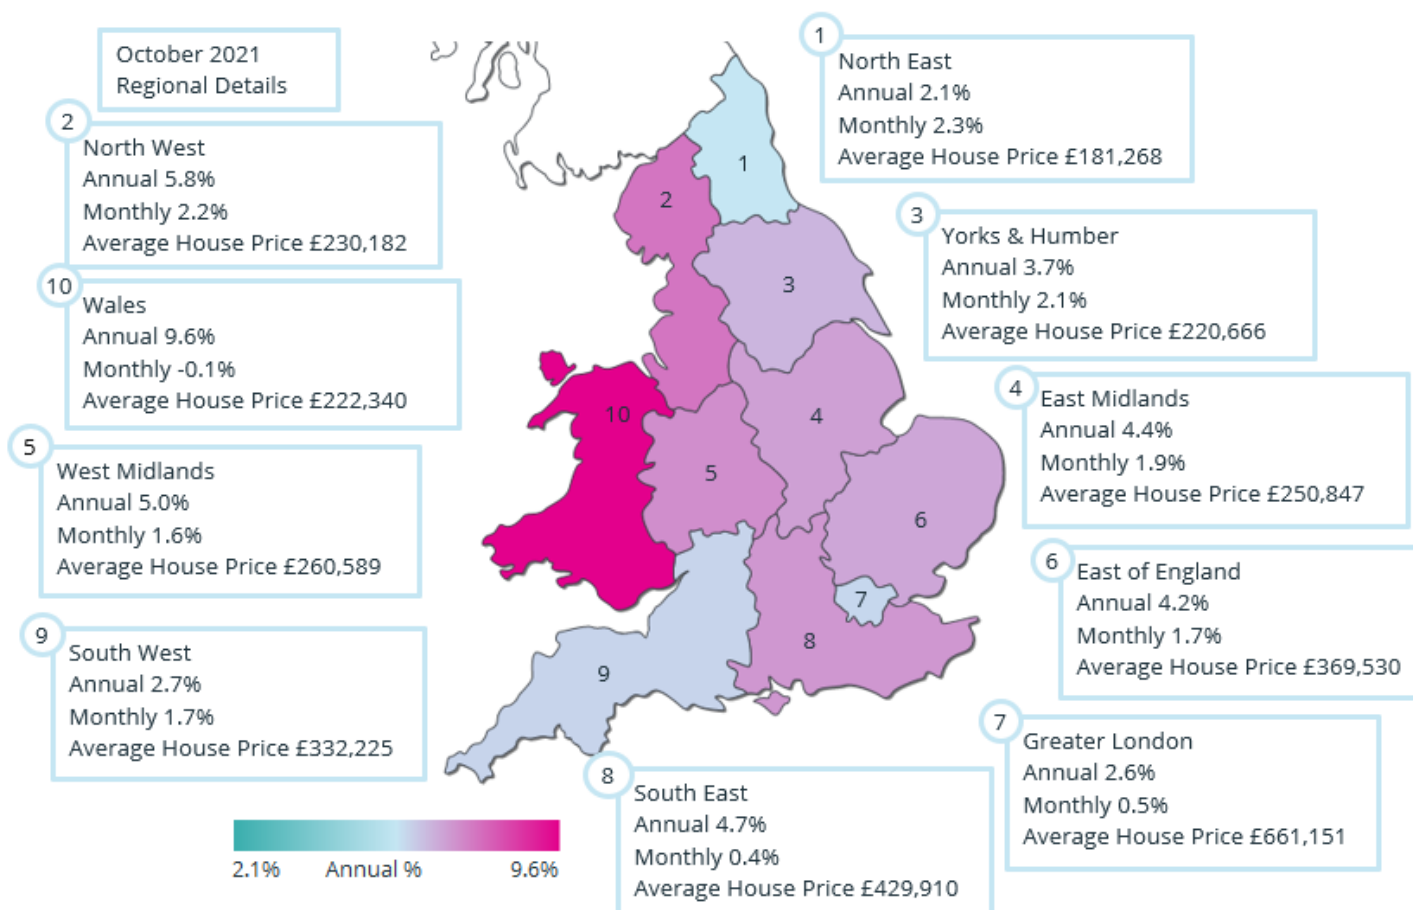 October 2021
Regional Details
1
North East
Annual 2.1%
Monthly 2.3%
Average House Price £181,268
2
North West
Annual 5.8%
Monthly 2.2%
Average House Price £230,182
3
Yorks & Humber
Annual 3.7%
Monthly 2.1%
Average House Price £220,666
10
Wales
Annual 9.6%
Monthly -0.1%
Average House Price £222,340
4
East Midlands
Annual 4.4%
Monthly 1.9%
Average House Price £250,847
5
West Midlands
Annual 5.0%
Monthly 1.6%
Average House Price £260,589
6
East of England
Annual 4.2%
Monthly 1.7%
Average House Price £369,530
9
South West
Annual 2.7%
Monthly 1.7%
Average House Price £332,225
7
Greater London
Annual 2.6%
Monthly 0.5%
Average House Price £661,151
8
South East
Annual 4.7%
Monthly 0.4%
Average House Price £429,910
1
2
3
10
4
5
6
7
8
9
2.1% Annual % 9.6%